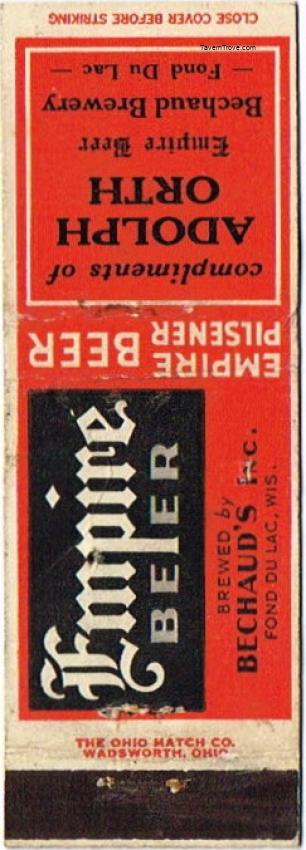 CLOSE COVER BEFORE STRIKING
TavernTrove.com
compliments of
ADOLPH
ORTH
Empire Beer
Bechaud Brewery
— Fond Du Lac —
EMPIRE
PILSENER
BEER
Empire
BEER
BREWED by
BECHAUD'S INC.
FOND DU LAC, WIS.
THE OHIO MATCH CO.
WADSWORTH, OHIO